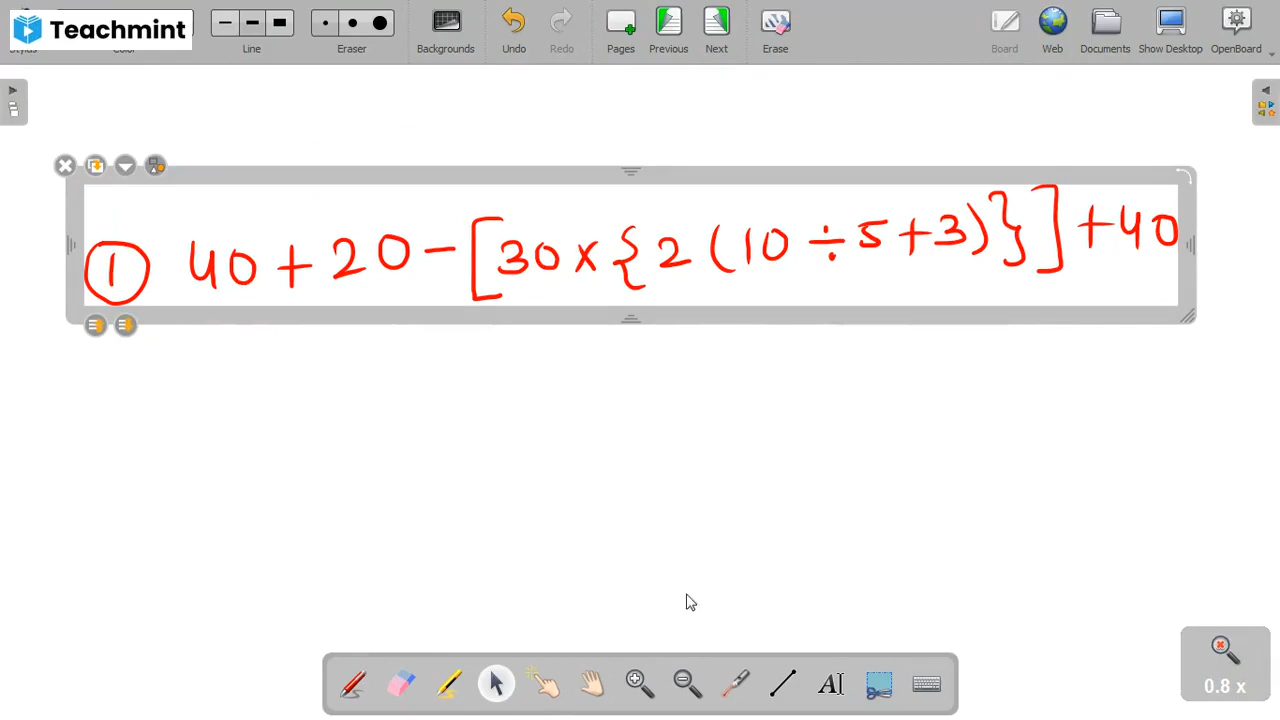 Teachmint
Line
Eraser
Backgrounds
Undo
Redo
Pages
Previous
Next
Erase
Board
Web
Documents
Show Desktop
OpenBoard
① 40 + 20 - [30 x {2 (10 ÷ 5 + 3)}] + 40
AI
0.8 x